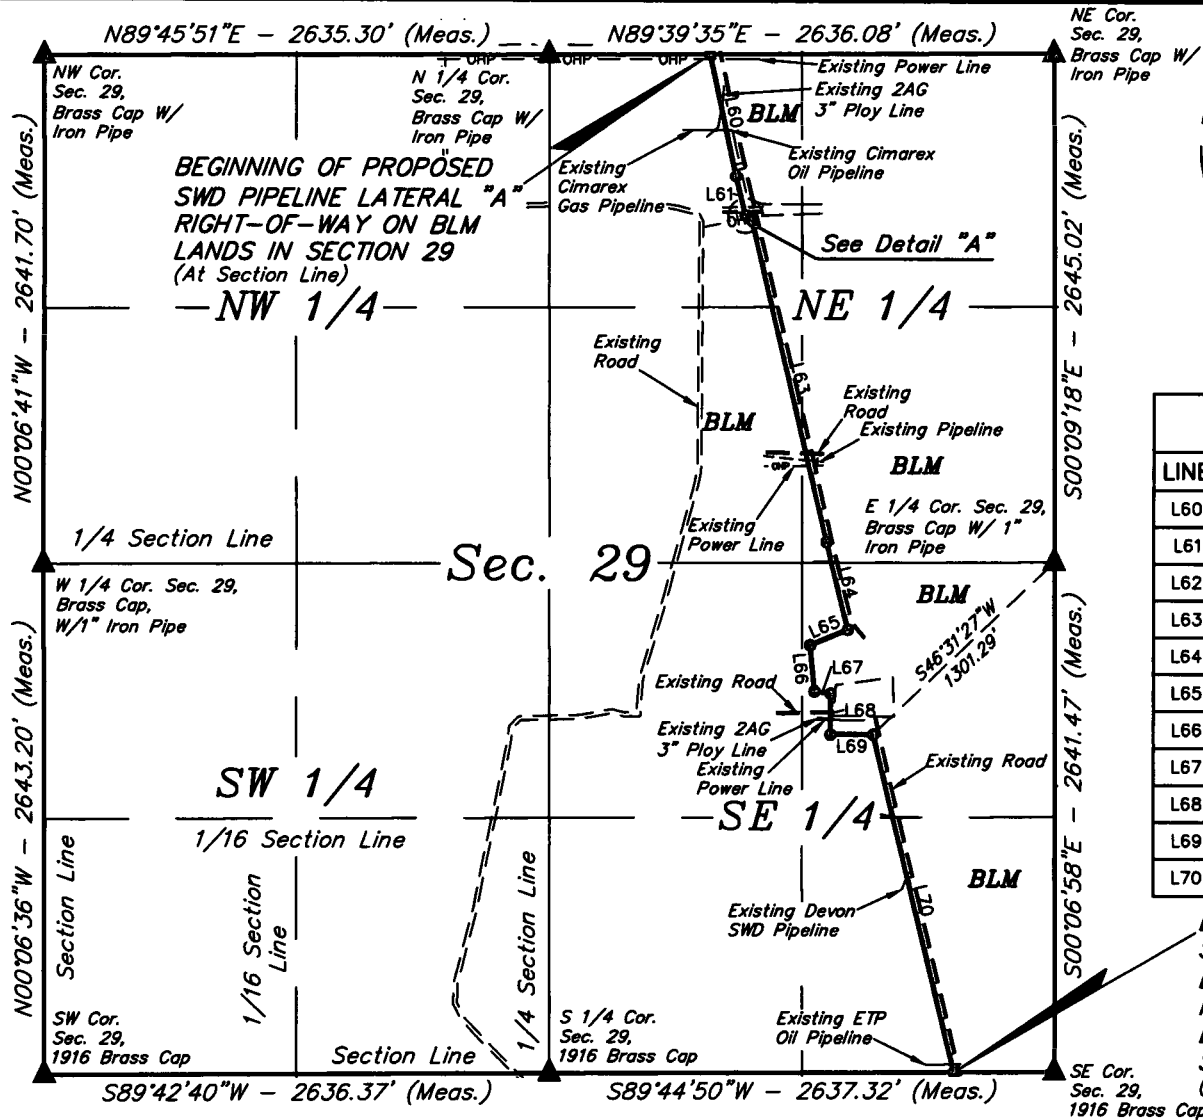 N89°45'51"E - 2635.30' (Meas.)
N89°39'35"E - 2636.08' (Meas.)
NE Cor.
Sec. 29,
Brass Cap W/
Iron Pipe
NW Cor.
Sec. 29,
Brass Cap W/
Iron Pipe
N 1/4 Cor.
Sec. 29,
Brass Cap W/
Iron Pipe
OHP
OHP
OHP
Existing Power Line
Existing 2AG
3" Ploy Line
L60
BLM
Existing Cimarex
Oil Pipeline
BEGINNING OF PROPOSED
SWD PIPELINE LATERAL "A"
RIGHT-OF-WAY ON BLM
LANDS IN SECTION 29
(At Section Line)
Existing
Cimarex
Gas Pipeline
L61
See Detail "A"
N00°06'41"W - 2641.70' (Meas.)
S00°09'18"E - 2645.02' (Meas.)
NW 1/4
NE 1/4
Existing
Road
L63
BLM
Existing
Road
Existing Pipeline
OHP
BLM
Existing
Power Line
E 1/4 Cor. Sec. 29,
Brass Cap W/ 1"
Iron Pipe
1/4 Section Line
Sec. 29
W 1/4 Cor. Sec. 29,
Brass Cap,
W/1" Iron Pipe
L64
BLM
S46°31'27"W
1301.29'
L65
L66
L67
Existing Road
L68
Existing 2AG
3" Ploy Line
L69
Existing
Power Line
Existing Road
N00°06'36"W - 2643.20' (Meas.)
S00°06'58"E - 2641.47' (Meas.)
SW 1/4
SE 1/4
1/16 Section Line
Section Line
1/16 Section
Line
1/4 Section Line
BLM
L70
Existing Devon
SWD Pipeline
SW Cor.
Sec. 29,
1916 Brass Cap
Section Line
S 1/4 Cor.
Sec. 29,
1916 Brass Cap
Existing ETP
Oil Pipeline
SE Cor.
Sec. 29,
1916 Brass Cap
S89°42'40"W - 2636.37' (Meas.)
S89°44'50"W - 2637.32' (Meas.)
LINE
L60
L61
L62
L63
L64
L65
L66
L67
L68
L69
L70